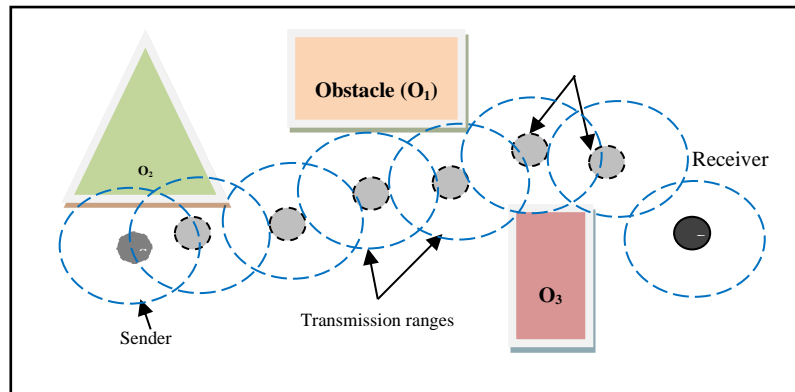 Obstacle (O₁)
O₂
Receiver
O₃
Transmission ranges
Sender